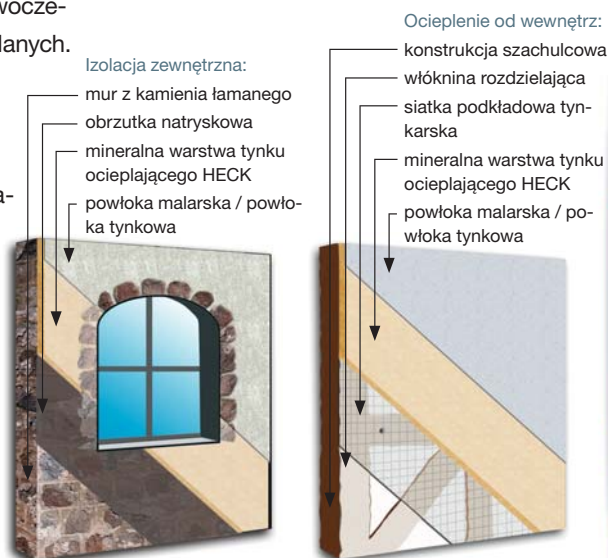 wocze-
lanych.
a-
Izolacja zewnętrzna:
mur z kamienia łamanego
obrzutka natryskowa
mineralna warstwa tynku
ocieplającego HECK
powłoka malarska / powło-
ka tynkowa
Ocieplenie od wewnętrz:
konstrukcja szachulcowa
włóknina rozdzielająca
siatka podkładowa tyn-
karska
mineralna warstwa tynku
ocieplającego HECK
powłoka malarska / po-
włoka tynkowa